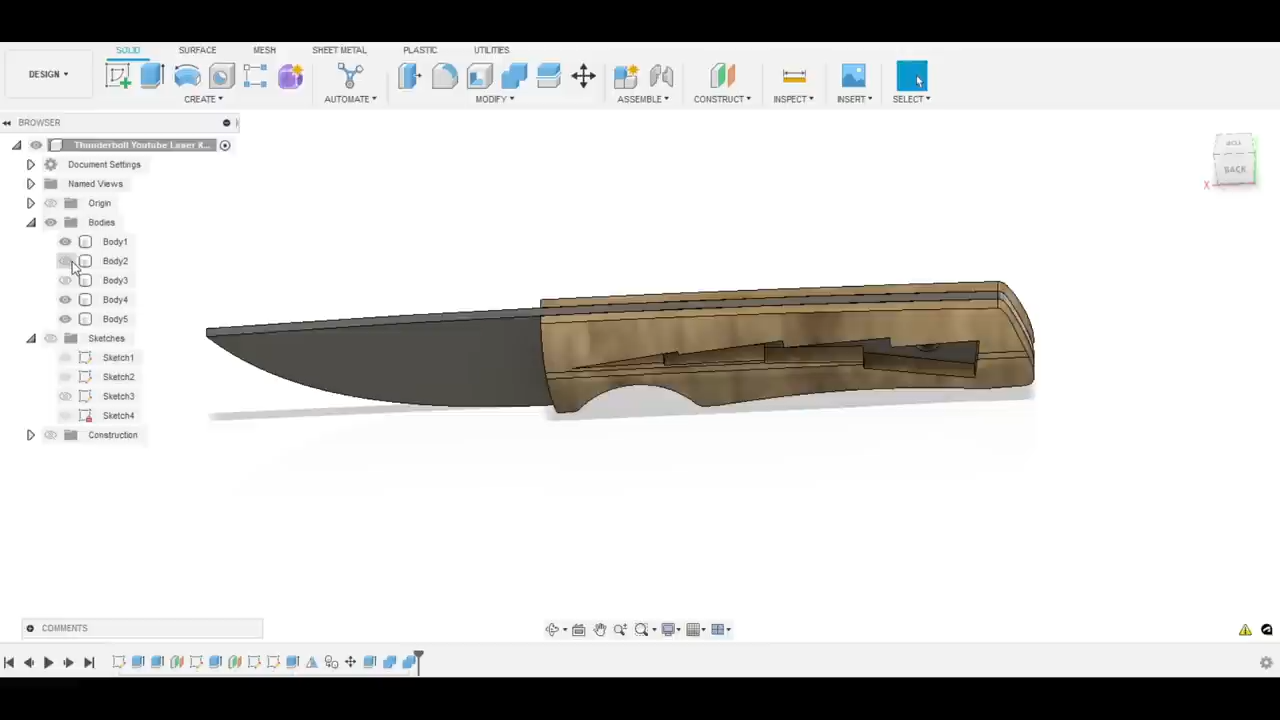 SOLID SURFACE MESH SHEET METAL PLASTIC UTILITIES
DESIGN
CREATE AUTOMATE MODIFY ASSEMBLE CONSTRUCT INSPECT INSERT SELECT
BROWSER
Thunderball Youtube Laser K...
Document Settings
Named Views
Origin
Bodies
Body1
Body2
Body3
Body4
Body5
Sketches
Sketch1
Sketch2
Sketch3
Sketch4
Construction
BACK
X
COMMENTS